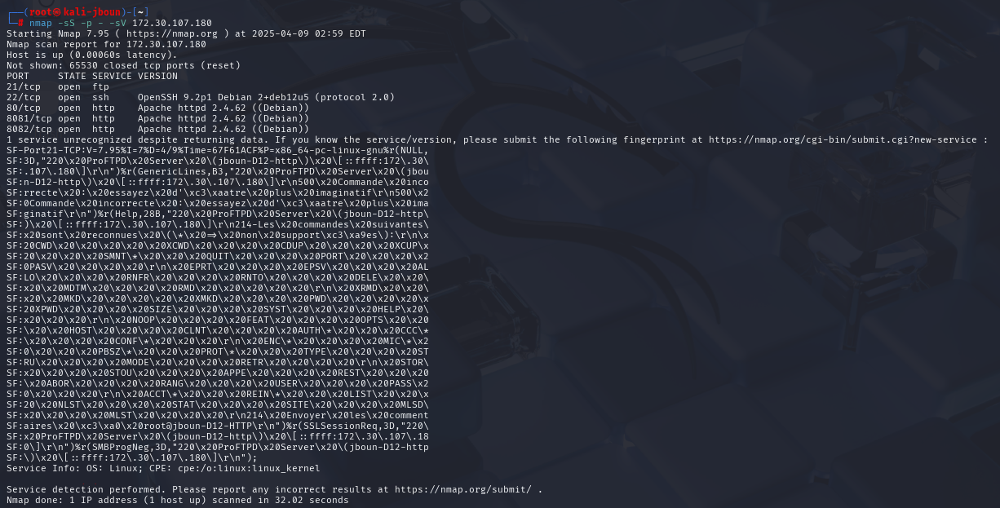 ┌──(root㉿kali-jboun)-[~]
└─# nmap -sS -p - -sV 172.30.107.180
Starting Nmap 7.95 ( https://nmap.org ) at 2025-04-09 02:59 EDT
Nmap scan report for 172.30.107.180
Host is up (0.00060s latency).
Not shown: 65530 closed tcp ports (reset)
PORT     STATE SERVICE VERSION
21/tcp   open  ftp
22/tcp   open  ssh     OpenSSH 9.2p1 Debian 2+deb12u5 (protocol 2.0)
80/tcp   open  http    Apache httpd 2.4.62 ((Debian))
8081/tcp open  http    Apache httpd 2.4.62 ((Debian))
8082/tcp open  http    Apache httpd 2.4.62 ((Debian))
1 service unrecognized despite returning data. If you know the service/version, please submit the following fingerprint at https://nmap.org/cgi-bin/submit.cgi?new-service :
SF-Port21-TCP:V=7.95%I=7%D=4/9%Time=67F61ACF%P=x86_64-pc-linux-gnu%r(NULL,
SF:3D,"220\x20ProFTPD\x20Server\x20\(jboun-D12-http\)\x20\[::ffff:172\.30\
SF:.107\.180\]\r\n")%r(GenericLines,B3,"220\x20ProFTPD\x20Server\x20\(jbou
SF:n-D12-http\)\x20\[::ffff:172\.30\.107\.180\]\r\n500\x20Commande\x20inco
SF:rrecte\x20:\x20essayez\x20d'\xc3\xaatre\x20plus\x20imaginatif\r\n500\x2
SF:0Commande\x20incorrecte\x20:\x20essayez\x20d'\xc3\xaatre\x20plus\x20ima
SF:ginatif\r\n")%r(Help,28B,"220\x20ProFTPD\x20Server\x20\(jboun-D12-http\
SF:)\x20\[::ffff:172\.30\.107\.180\]\r\n214-Les\x20commandes\x20suivantes\
SF:x20sont\x20reconnues\x20\(\*\x20=>\x20non\x20support\xc3\xa9es\):\r\n\x
SF:20CWD\x20\x20\x20\x20\x20XCWD\x20\x20\x20\x20CDUP\x20\x20\x20\x20XCUP\x
SF:20\x20\x20\x20SMNT\*\x20\x20\x20QUIT\x20\x20\x20\x20PORT\x20\x20\x20\x2
SF:0PASV\x20\x20\x20\x20\r\n\x20EPRT\x20\x20\x20\x20EPSV\x20\x20\x20\x20AL
SF:LO\x20\x20\x20\x20RNFR\x20\x20\x20\x20RNTO\x20\x20\x20\x20DELE\x20\x20\
SF:x20\x20MDTM\x20\x20\x20\x20RMD\x20\x20\x20\x20\x20\r\n\x20XRMD\x20\x20\
SF:x20\x20MKD\x20\x20\x20\x20\x20XMKD\x20\x20\x20\x20PWD\x20\x20\x20\x20\x
SF:20XPWD\x20\x20\x20\x20SIZE\x20\x20\x20\x20SYST\x20\x20\x20\x20HELP\x20\
SF:x20\x20\x20\r\n\x20NOOP\x20\x20\x20\x20FEAT\x20\x20\x20\x20OPTS\x20\x20
SF:\x20\x20HOST\x20\x20\x20\x20CLNT\x20\x20\x20\x20AUTH\*\x20\x20\x20CCC\*
SF:\x20\x20\x20\x20CONF\*\x20\x20\x20\r\n\x20ENC\*\x20\x20\x20\x20MIC\*\x2
SF:0\x20\x20\x20PBSZ\*\x20\x20\x20PROT\*\x20\x20\x20TYPE\x20\x20\x20\x20ST
SF:RU\x20\x20\x20\x20MODE\x20\x20\x20\x20RETR\x20\x20\x20\x20\r\n\x20STOR\
SF:x20\x20\x20\x20STOU\x20\x20\x20\x20APPE\x20\x20\x20\x20REST\x20\x20\x20
SF:\x20ABOR\x20\x20\x20\x20RANG\x20\x20\x20\x20USER\x20\x20\x20\x20PASS\x2
SF:0\x20\x20\x20\r\n\x20ACCT\*\x20\x20\x20REIN\*\x20\x20\x20LIST\x20\x20\x
SF:20\x20NLST\x20\x20\x20\x20STAT\x20\x20\x20\x20SITE\x20\x20\x20\x20MLSD\
SF:x20\x20\x20\x20MLST\x20\x20\x20\x20\r\n214\x20Envoyer\x20les\x20comment
SF:aires\x20\xc3\xa0\x20root@jboun-D12-HTTP\r\n")%r(SSLSessionReq,3D,"220\
SF:x20ProFTPD\x20Server\x20\(jboun-D12-http\)\x20\[::ffff:172\.30\.107\.18
SF:0\]\r\n")%r(SMBProgNeg,3D,"220\x20ProFTPD\x20Server\x20\(jboun-D12-http
SF:\)\x20\[::ffff:172\.30\.107\.180\]\r\n");
Service Info: OS: Linux; CPE: cpe:/o:linux:linux_kernel

Service detection performed. Please report any incorrect results at https://nmap.org/submit/ .
Nmap done: 1 IP address (1 host up) scanned in 32.02 seconds